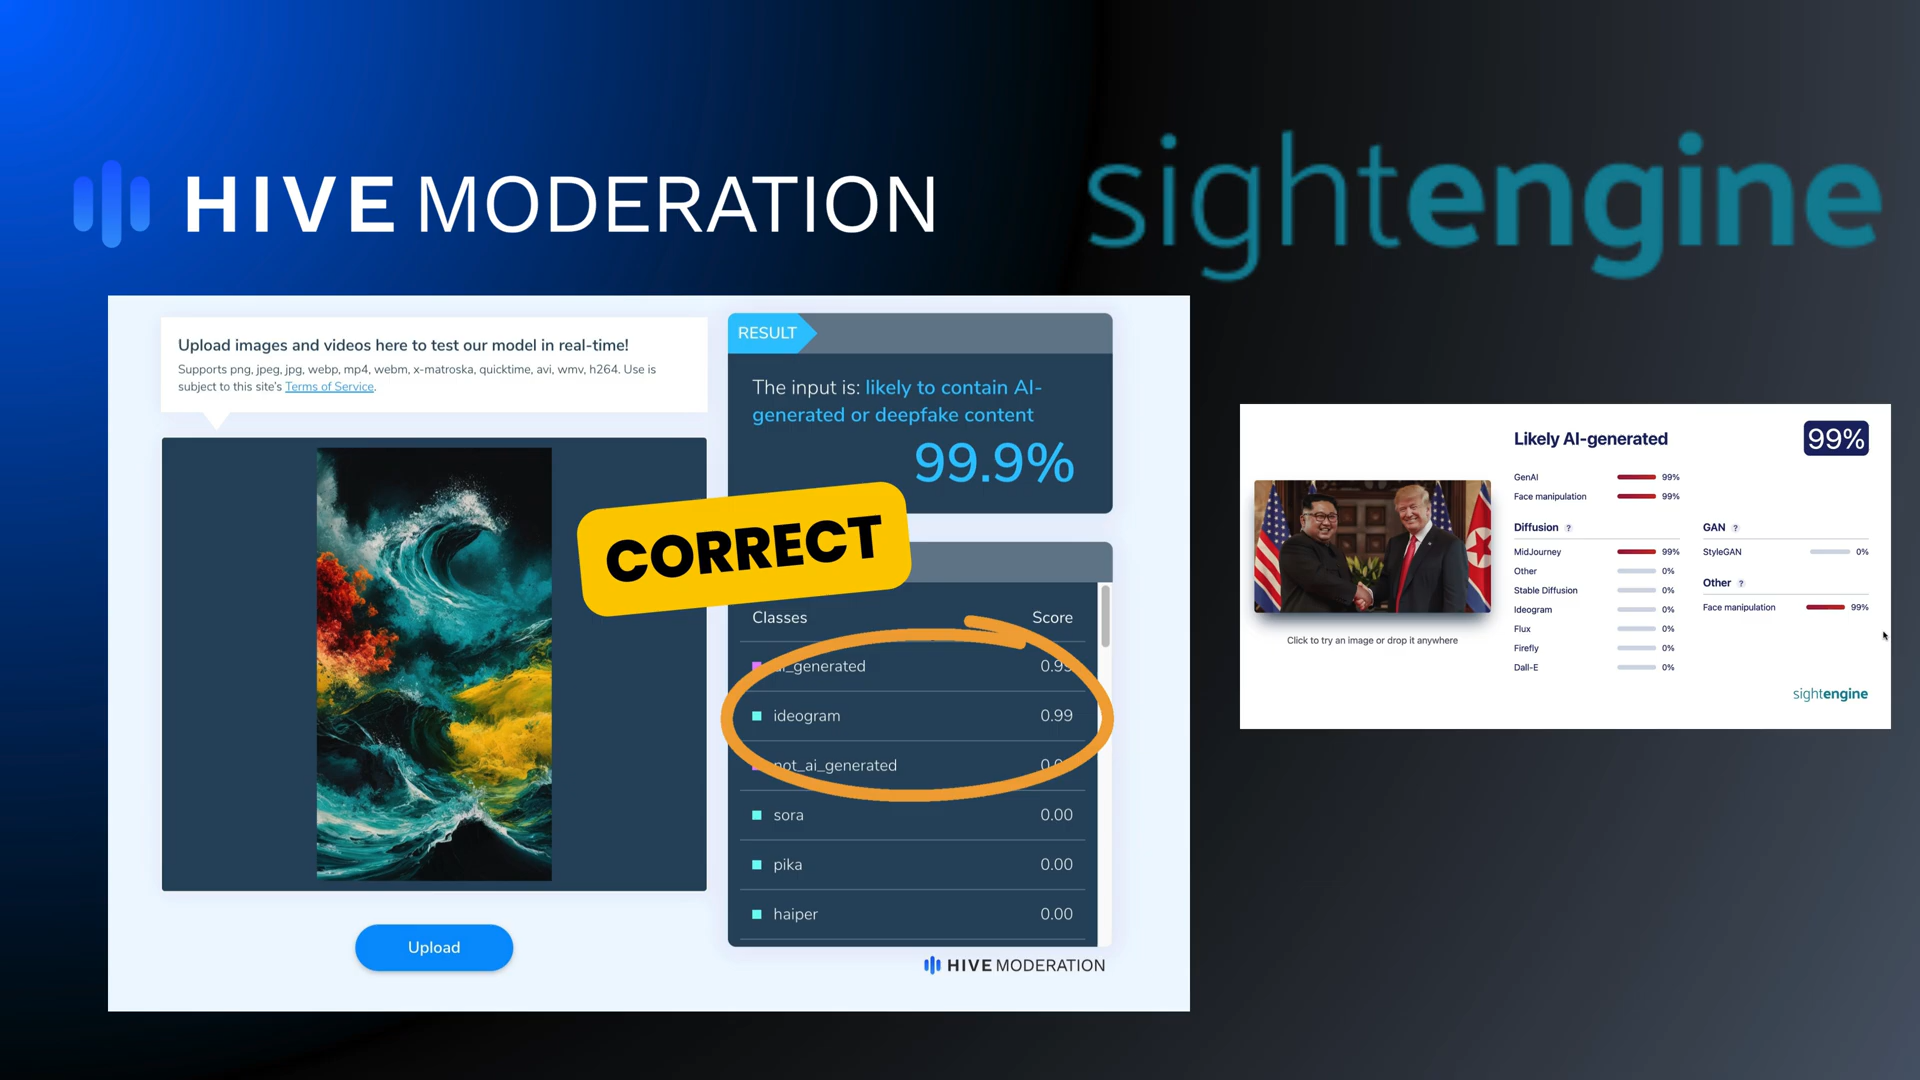 HIVE MODERATION
sightengine
Upload images and videos here to test our model in real-time!
Supports png, jpeg, jpg, webp, mp4, webm, x-matroska, quicktime, avi, wmv, h264. Use is
subject to this site's Terms of Service.
Upload
RESULT
The input is: likely to contain AI-
generated or deepfake content
99.9%
CORRECT
Classes Score
ai_generated 0.99
ideogram 0.99
not_ai_generated
sora 0.00
pika 0.00
haiper 0.00
HIVE MODERATION
Click to try an image or drop it anywhere
Likely AI-generated 99%
GenAI 99%
Face manipulation 99%
Diffusion ?
MidJourney 99%
Other 0%
Stable Diffusion 0%
Ideogram 0%
Flux 0%
Firefly 0%
Dall-E 0%
GAN ?
StyleGAN 0%
Other ?
Face manipulation 99%
sightengine